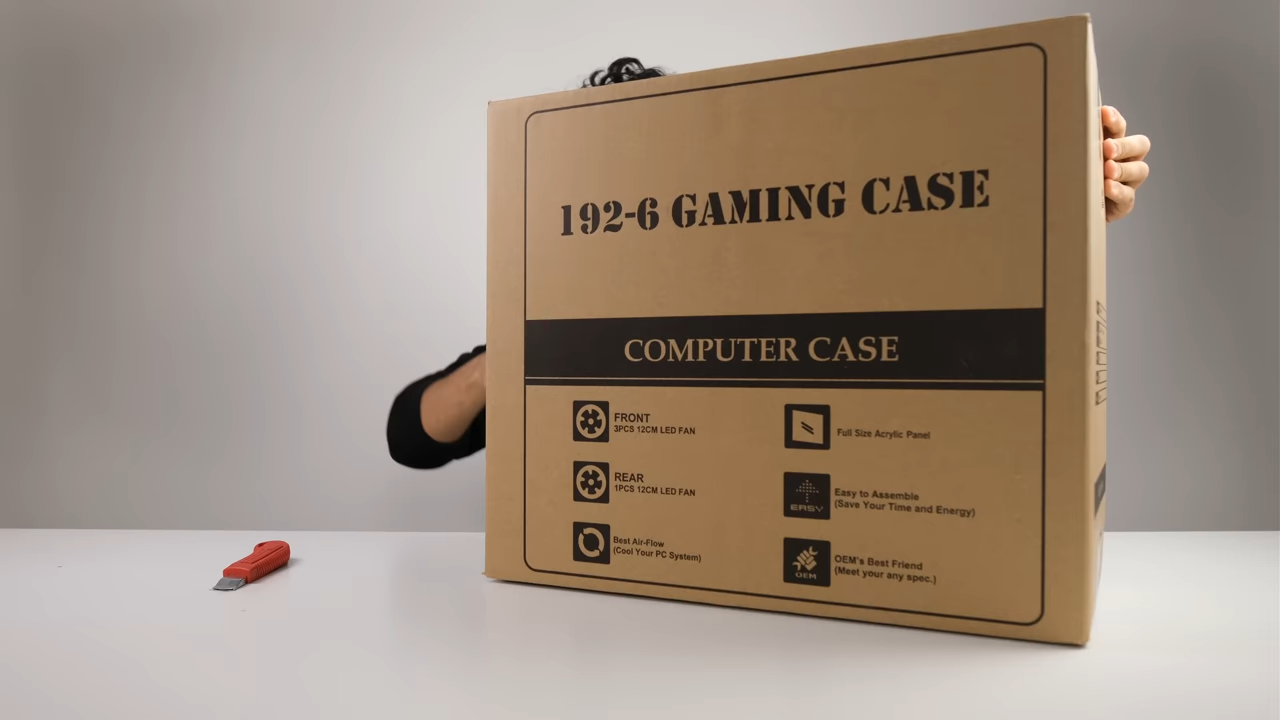 192-6 GAMING CASE
COMPUTER CASE
FRONT
3PCS 12CM LED FAN
REAR
1PCS 12CM LED FAN
Best Air-Flow
(Cool Your PC System)
Full Size Acrylic Panel
EASY
Easy to Assemble
(Save Your Time and Energy)
OEM
OEM's Best Friend
(Meet your any spec.)